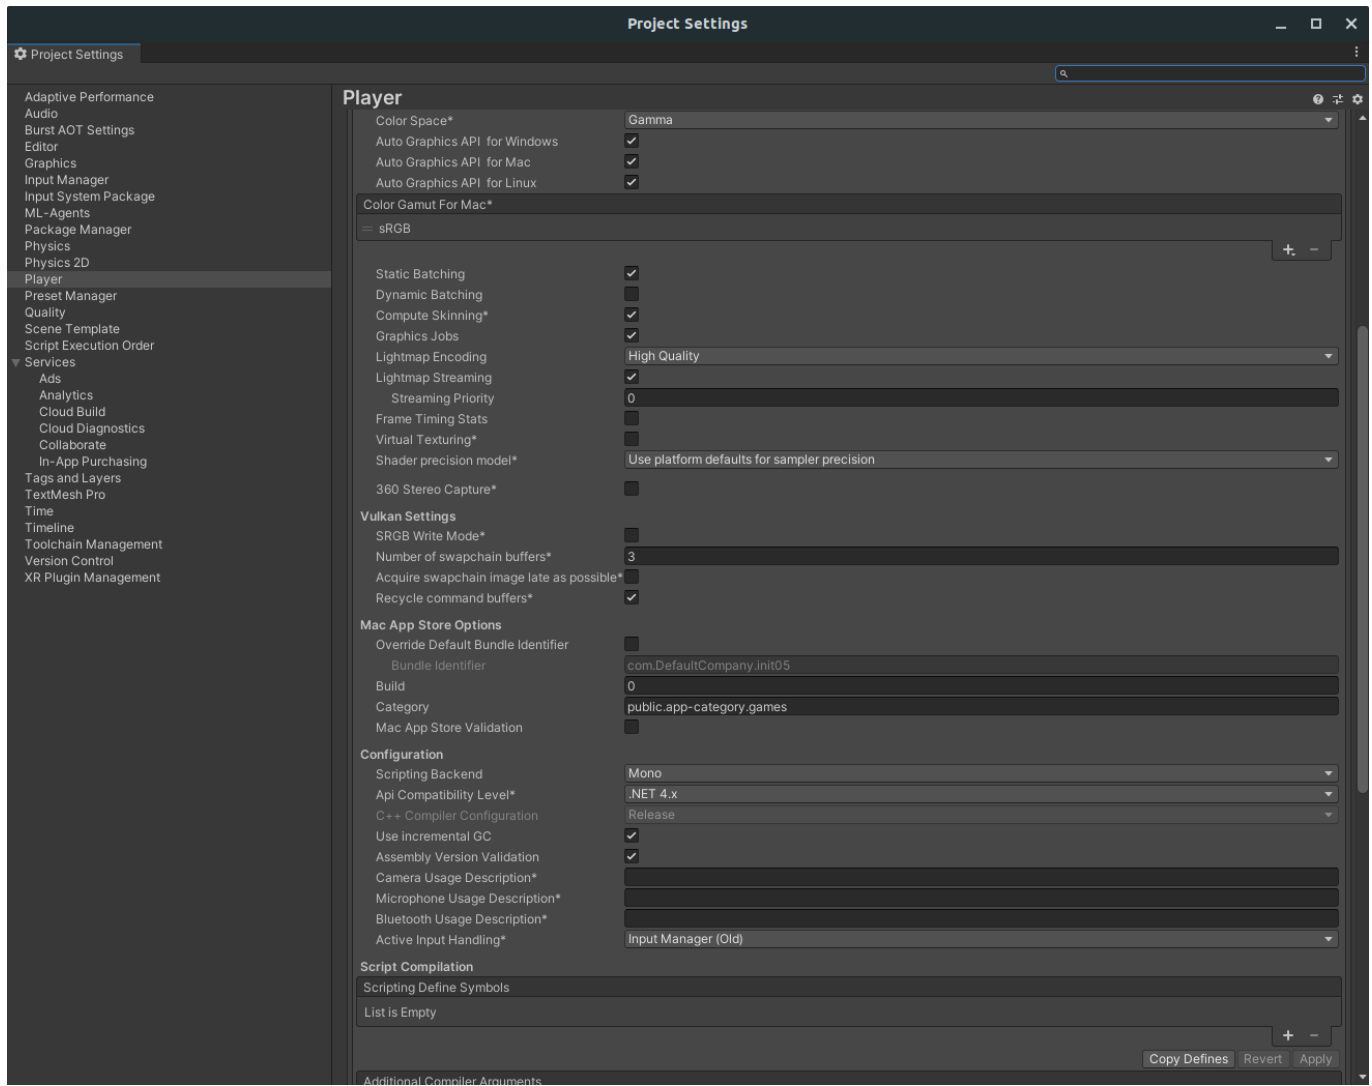 Project Settings
Project Settings
Adaptive Performance
Audio
Burst AOT Settings
Editor
Graphics
Input Manager
Input System Package
ML-Agents
Package Manager
Physics
Physics 2D
Player
Preset Manager
Quality
Scene Template
Script Execution Order
Services
Ads
Analytics
Cloud Build
Cloud Diagnostics
Collaborate
In-App Purchasing
Tags and Layers
TextMesh Pro
Time
Timeline
Toolchain Management
Version Control
XR Plugin Management
Player
Color Space* Gamma
Auto Graphics API for Windows
Auto Graphics API for Mac
Auto Graphics API for Linux
Color Gamut For Mac*
= sRGB
Static Batching
Dynamic Batching
Compute Skinning*
Graphics Jobs
Lightmap Encoding High Quality
Lightmap Streaming
Streaming Priority 0
Frame Timing Stats
Virtual Texturing*
Shader precision model* Use platform defaults for sampler precision
360 Stereo Capture*
Vulkan Settings
SRGB Write Mode*
Number of swapchain buffers* 3
Acquire swapchain image late as possible*
Recycle command buffers*
Mac App Store Options
Override Default Bundle Identifier
Bundle Identifier com.DefaultCompany.init05
Build 0
Category public.app-category.games
Mac App Store Validation
Configuration
Scripting Backend Mono
Api Compatibility Level* .NET 4.x
C++ Compiler Configuration Release
Use incremental GC
Assembly Version Validation
Camera Usage Description*
Microphone Usage Description*
Bluetooth Usage Description*
Active Input Handling* Input Manager (Old)
Script Compilation
Scripting Define Symbols
List is Empty
Copy Defines Revert Apply
Additional Compiler Arguments